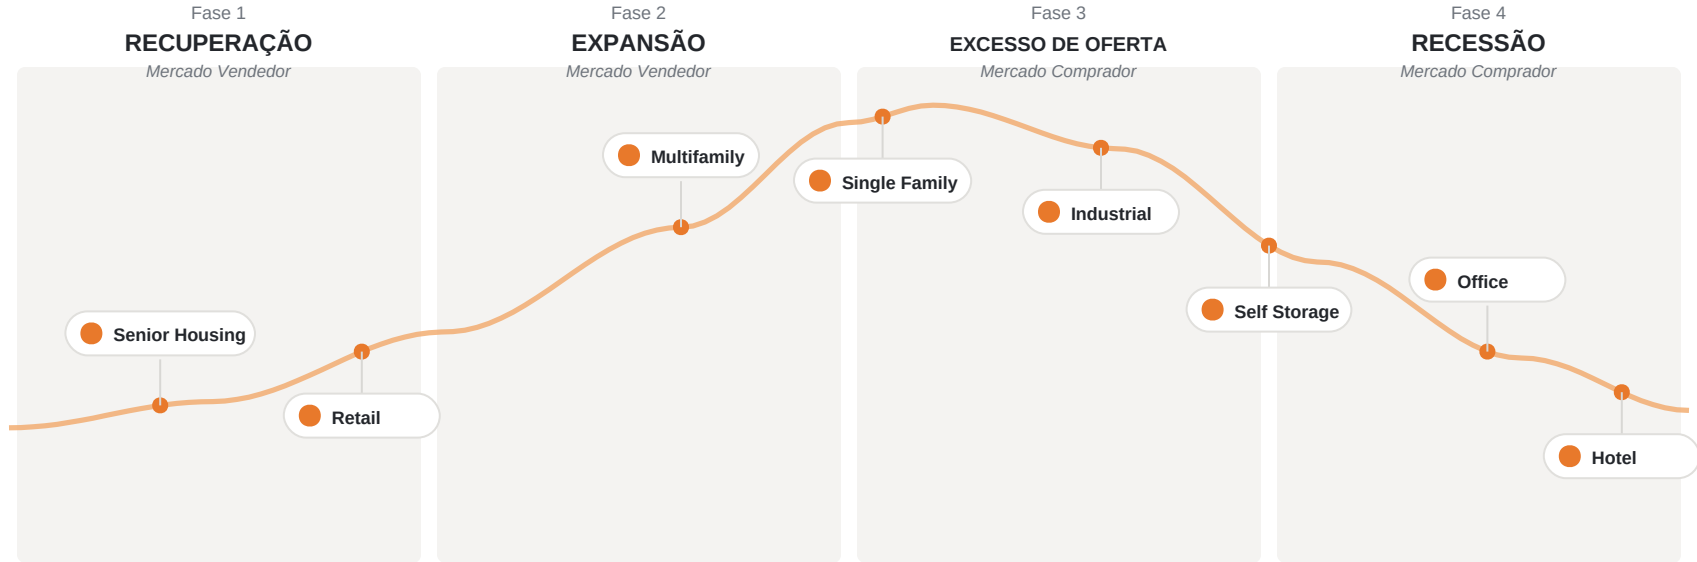 Fase 1
RECUPERAÇÃO
Mercado Vendedor
Fase 2
EXPANSÃO
Mercado Vendedor
Fase 3
EXCESSO DE OFERTA
Mercado Comprador
Fase 4
RECESSÃO
Mercado Comprador
Senior Housing
Retail
Multifamily
Single Family
Industrial
Self Storage
Office
Hotel